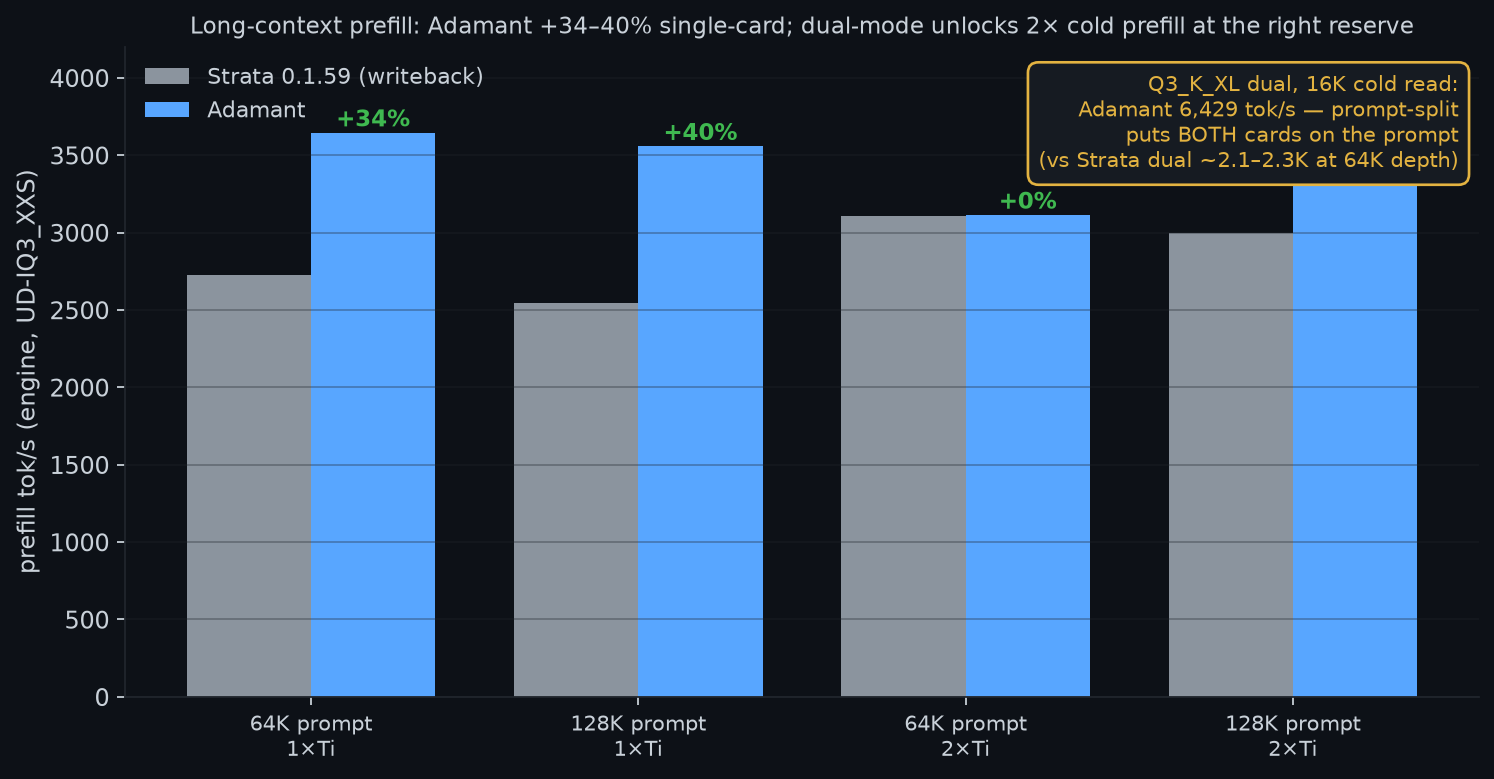 Long-context prefill: Adamant +34–40% single-card; dual-mode unlocks 2× cold prefill at the right reserve
Strata 0.1.59 (writeback)
Adamant
Q3_K_XL dual, 16K cold read:
Adamant 6,429 tok/s — prompt-split
puts BOTH cards on the prompt
(vs Strata dual ~2.1–2.3K at 64K depth)
+34%
+40%
+0%
prefill tok/s (engine, UD-IQ3_XXS)
4000
3500
3000
2500
2000
1500
1000
500
0
64K prompt
1×Ti
128K prompt
1×Ti
64K prompt
2×Ti
128K prompt
2×Ti